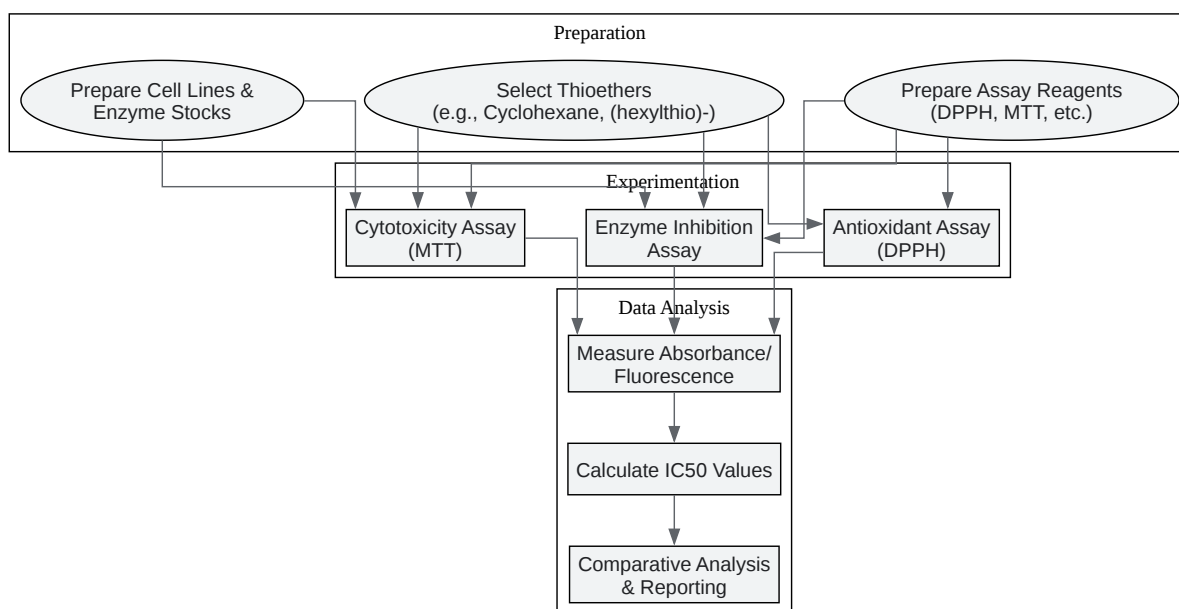 Preparation
Prepare Cell Lines &
Enzyme Stocks
Select Thioethers
(e.g., Cyclohexane, (hexylthio)-)
Prepare Assay Reagents
(DPPH, MTT, etc.)
Experimentation
Cytotoxicity Assay
(MTT)
Enzyme Inhibition
Assay
Antioxidant Assay
(DPPH)
Data Analysis
Measure Absorbance/
Fluorescence
Calculate IC50 Values
Comparative Analysis
& Reporting